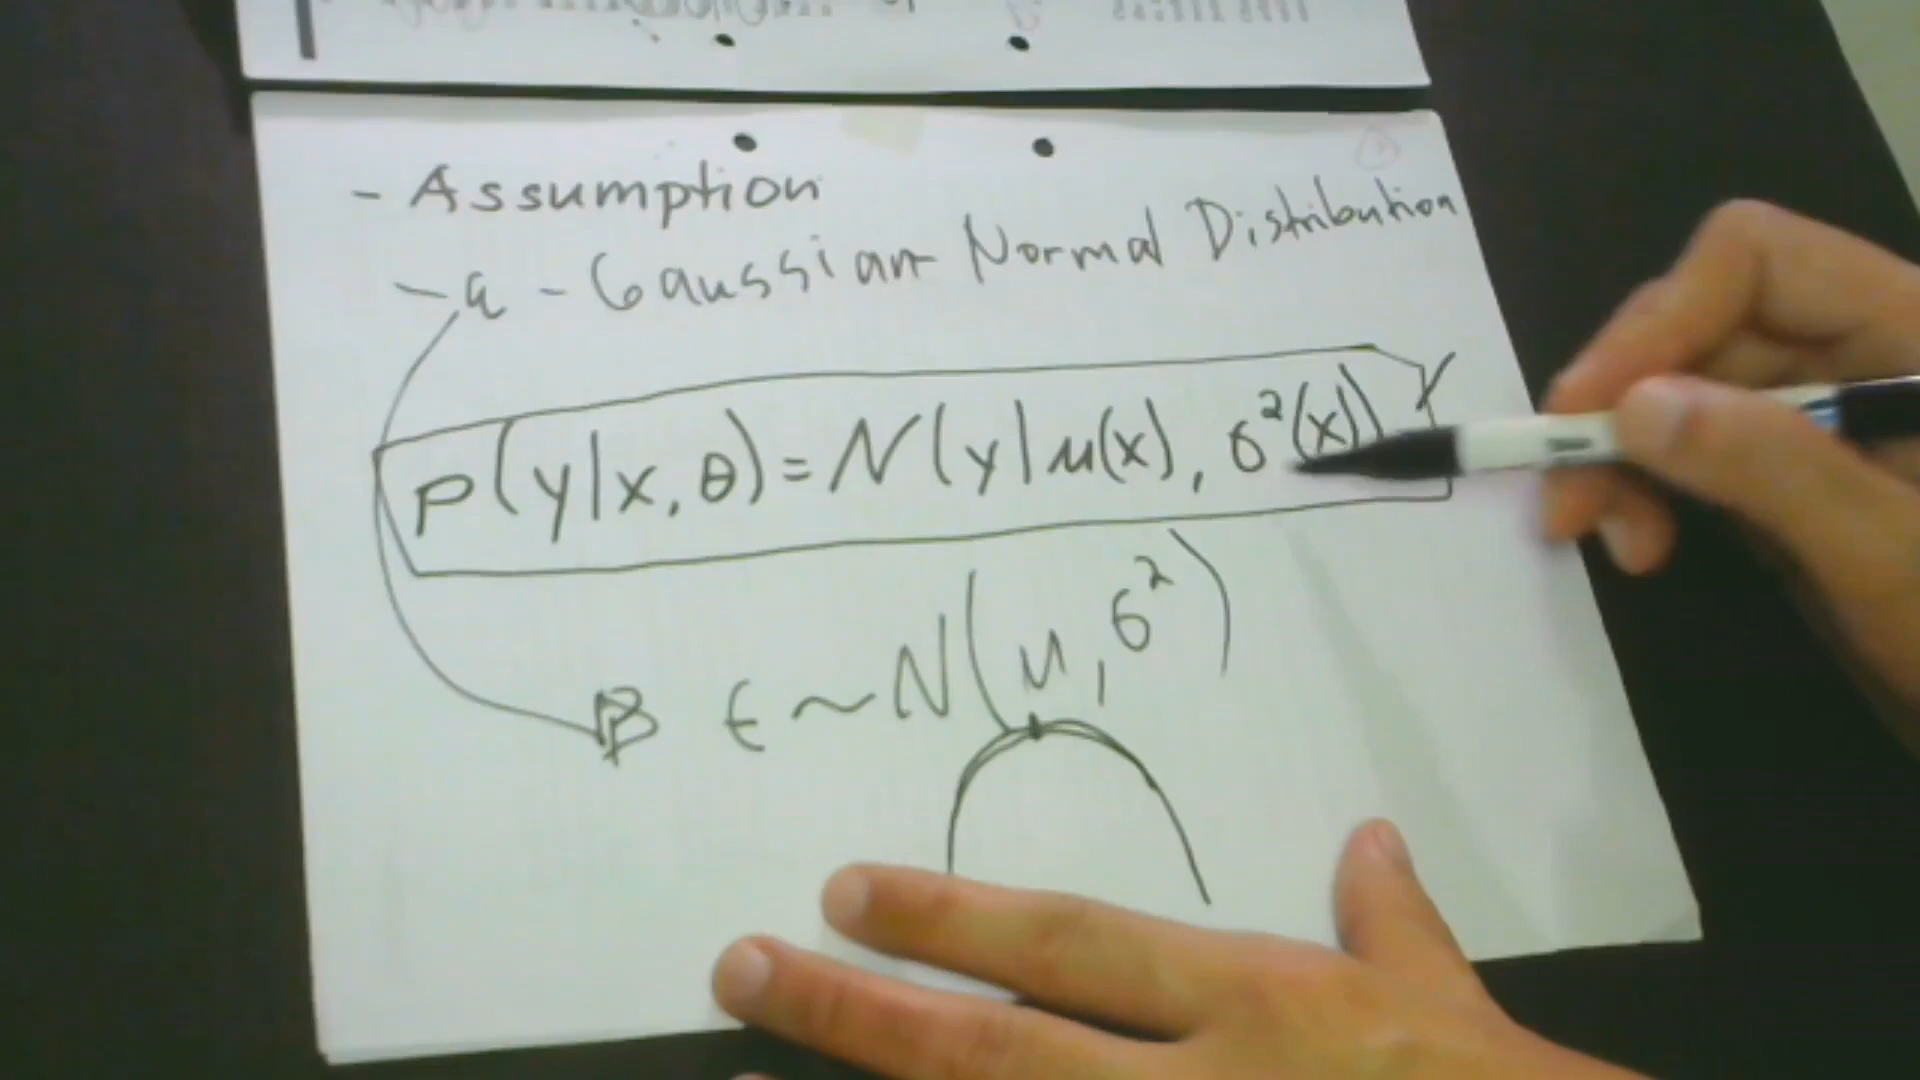 - Assumption
- ε - Gaussian Normal Distribution
P(y|x, θ) = N(y|μ(x), σ²(x))
ε ~ N(μ, σ²)